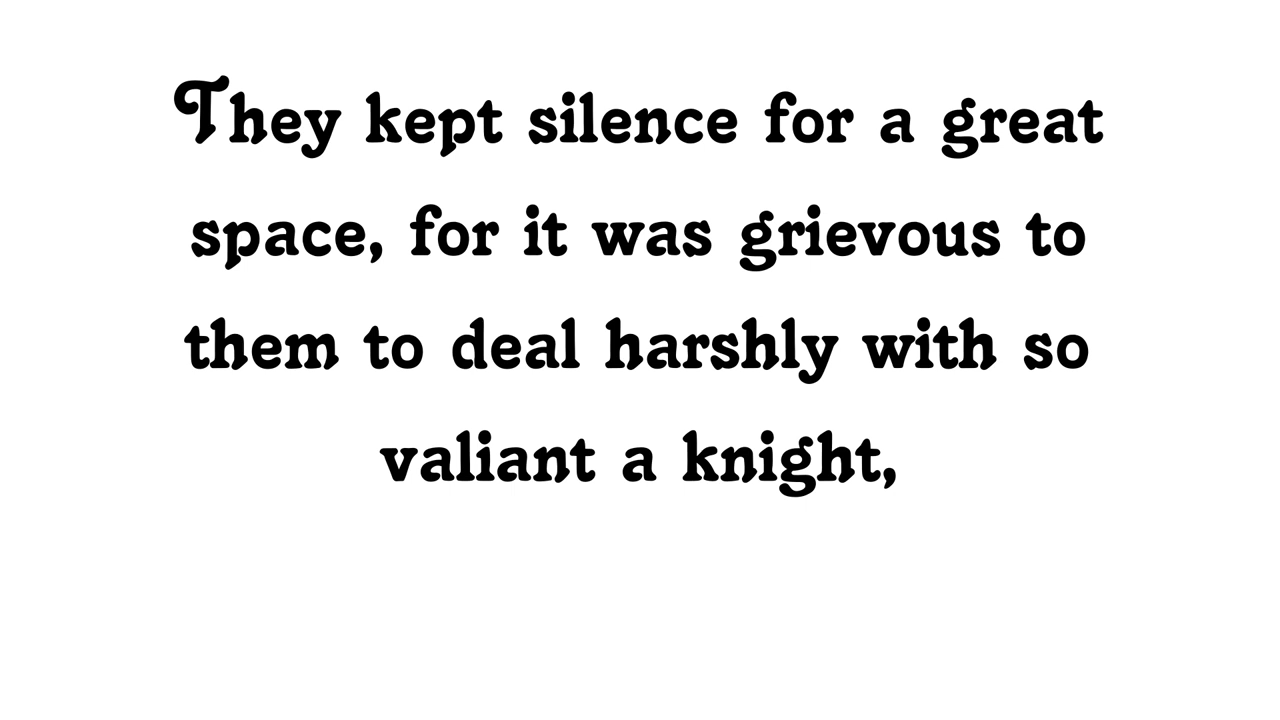 They kept silence for a great
space, for it was grievous to
them to deal harshly with so
valiant a knight,